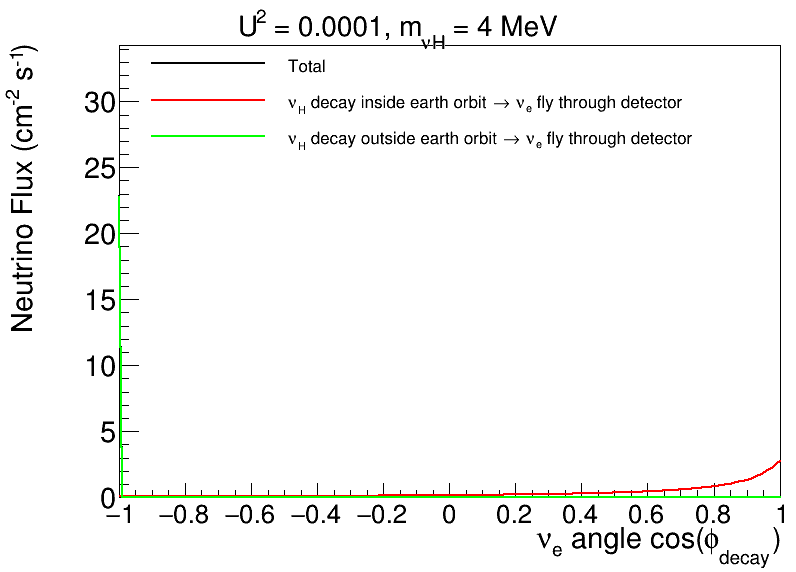 U² = 0.0001, m_νH = 4 MeV
Total
ν_H decay inside earth orbit → ν_e fly through detector
ν_H decay outside earth orbit → ν_e fly through detector
Neutrino Flux (cm⁻² s⁻¹)
30
25
20
15
10
5
0
−1 −0.8 −0.6 −0.4 −0.2 0 0.2 0.4 0.6 0.8 1
ν_e angle cos(ϕ_decay)